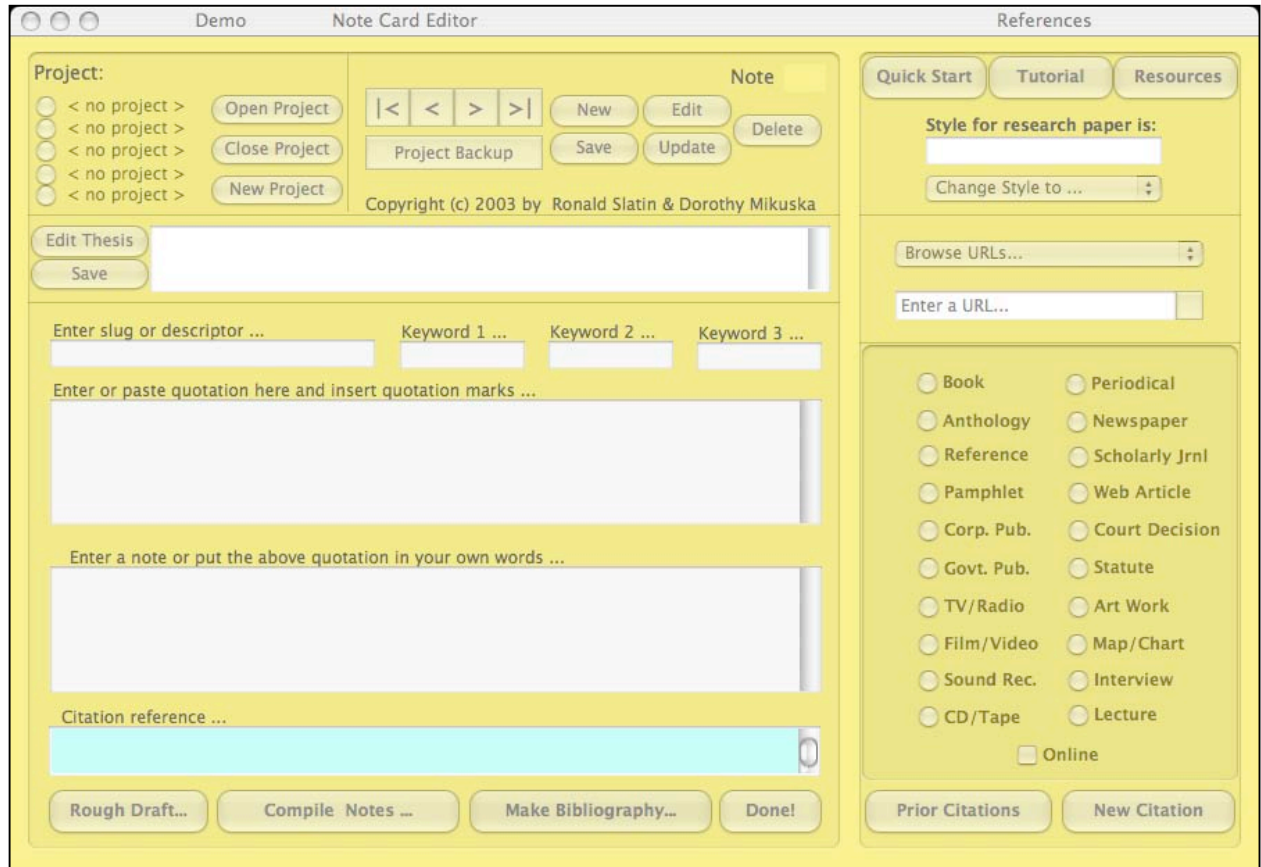 Demo Note Card Editor References
Project:
< no project >
< no project >
< no project >
< no project >
< no project >
Open Project
Close Project
New Project
|< < > >|
Project Backup
Note
New Edit
Delete
Save Update
Copyright (c) 2003 by Ronald Slatin & Dorothy Mikuska
Edit Thesis
Save
Enter slug or descriptor ... Keyword 1 ... Keyword 2 ... Keyword 3 ...
Enter or paste quotation here and insert quotation marks ...
Enter a note or put the above quotation in your own words ...
Citation reference ...
Rough Draft... Compile Notes ... Make Bibliography... Done!
Quick Start Tutorial Resources
Style for research paper is:
Change Style to ...
Browse URLs...
Enter a URL...
Book Periodical
Anthology Newspaper
Reference Scholarly Jrnl
Pamphlet Web Article
Corp. Pub. Court Decision
Govt. Pub. Statute
TV/Radio Art Work
Film/Video Map/Chart
Sound Rec. Interview
CD/Tape Lecture
Online
Prior Citations New Citation